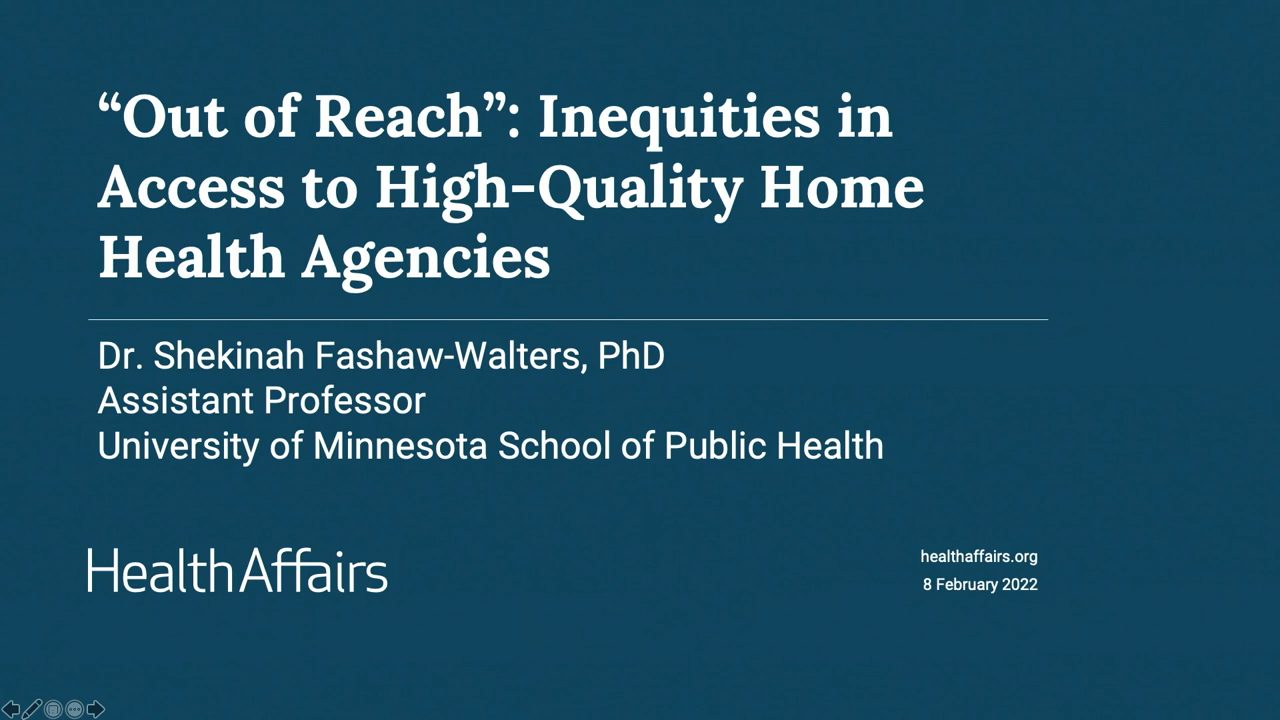 “Out of Reach”: Inequities in
Access to High-Quality Home
Health Agencies
Dr. Shekinah Fashaw-Walters, PhD
Assistant Professor
University of Minnesota School of Public Health
HealthAffairs
healthaffairs.org
8 February 2022